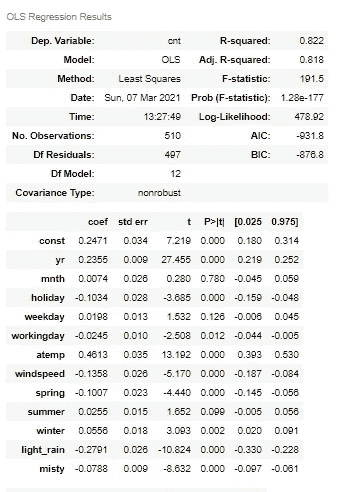 OLS Regression Results
Dep. Variable: cnt R-squared: 0.822
Model: OLS Adj. R-squared: 0.818
Method: Least Squares F-statistic: 191.5
Date: Sun, 07 Mar 2021 Prob (F-statistic): 1.28e-177
Time: 13:27:49 Log-Likelihood: 478.92
No. Observations: 510 AIC: -931.8
Df Residuals: 497 BIC: -876.8
Df Model: 12
Covariance Type: nonrobust
coef std err t P>|t| [0.025 0.975]
const 0.2471 0.034 7.219 0.000 0.180 0.314
yr 0.2355 0.009 27.455 0.000 0.219 0.252
mnth 0.0074 0.026 0.280 0.780 -0.045 0.059
holiday -0.1034 0.028 -3.685 0.000 -0.159 -0.048
weekday 0.0198 0.013 1.532 0.126 -0.006 0.045
workingday -0.0245 0.010 -2.508 0.012 -0.044 -0.005
atemp 0.4613 0.035 13.192 0.000 0.393 0.530
windspeed -0.1358 0.026 -5.170 0.000 -0.187 -0.084
spring -0.1007 0.023 -4.440 0.000 -0.145 -0.056
summer 0.0255 0.015 1.652 0.099 -0.005 0.056
winter 0.0556 0.018 3.099 0.002 0.020 0.091
light_rain -0.2791 0.026 -10.824 0.000 -0.330 -0.228
misty -0.0788 0.009 -8.632 0.000 -0.097 -0.061